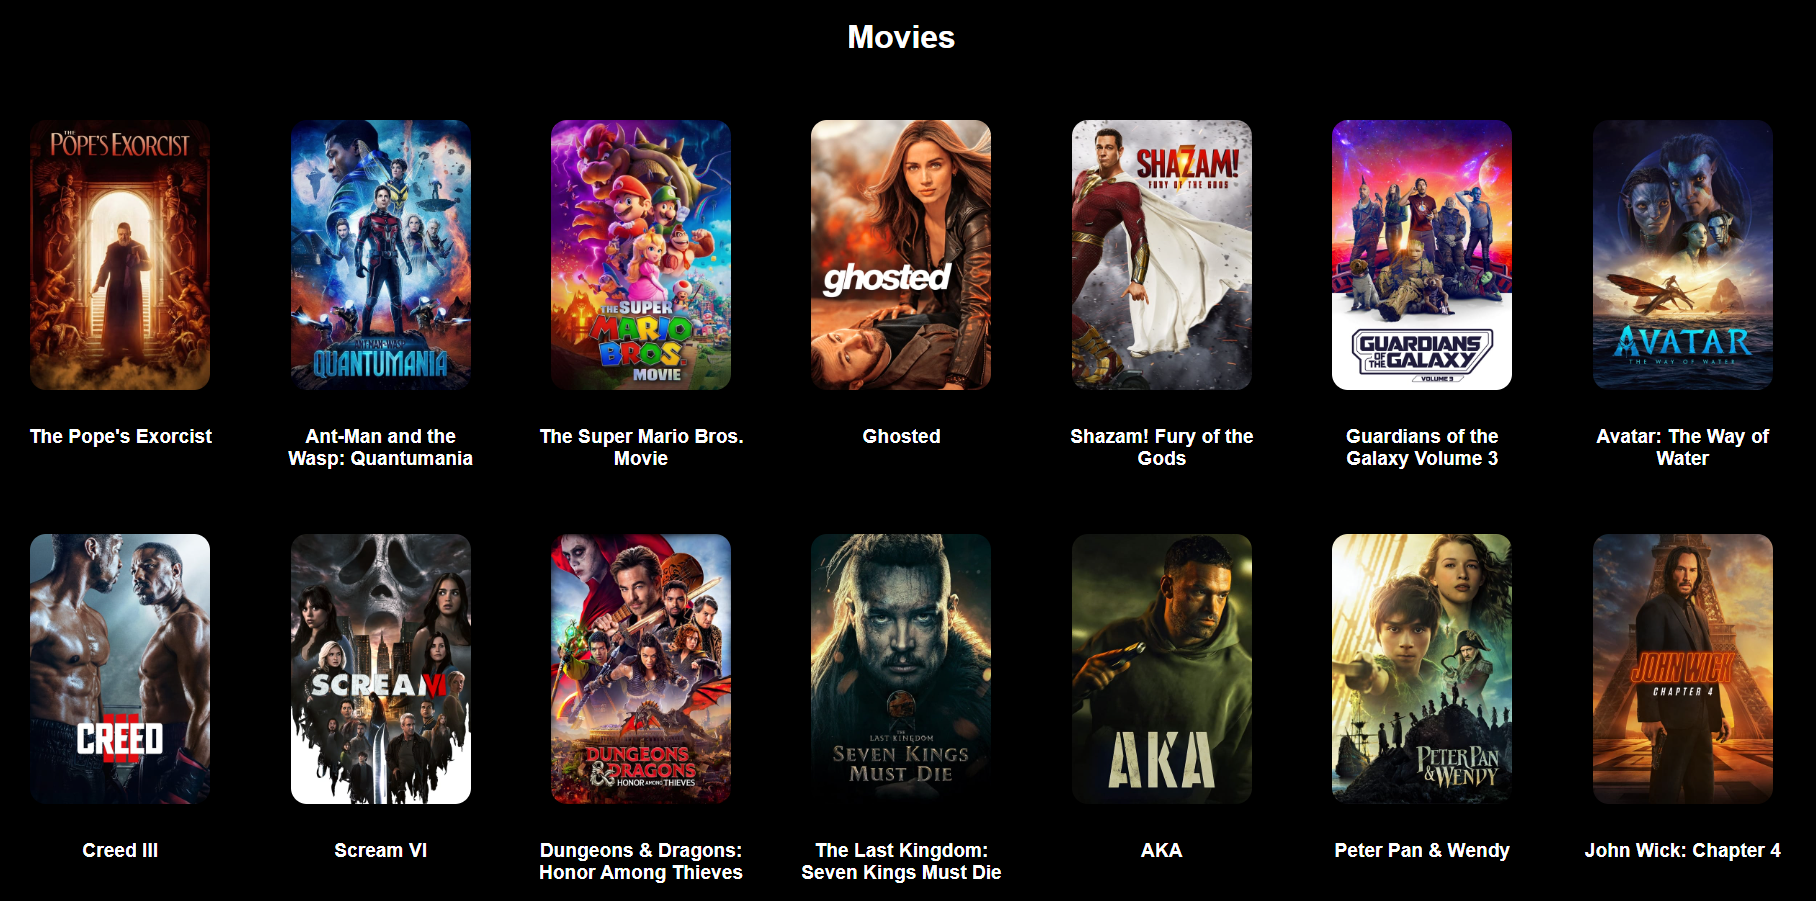 Movies
THE
POPE'S EXORCIST
ANT-MAN AND THE WASP
QUANTUMANIA
THE SUPER
MARIO
BROS.
MOVIE
ghosted
SHAZAM!
FURY OF THE GODS
GUARDIANS
OF THE GALAXY
VOLUME 3
AVATAR
THE WAY OF WATER
The Pope's Exorcist
Ant-Man and the
Wasp: Quantumania
The Super Mario Bros.
Movie
Ghosted
Shazam! Fury of the
Gods
Guardians of the
Galaxy Volume 3
Avatar: The Way of
Water
III
CREED
SCREAM VI
DUNGEONS
& DRAGONS
HONOR AMONG THIEVES
THE
LAST KINGDOM
SEVEN KINGS
MUST DIE
AKA
PETER PAN
& WENDY
JOHN WICK
CHAPTER 4
Creed III
Scream VI
Dungeons & Dragons:
Honor Among Thieves
The Last Kingdom:
Seven Kings Must Die
AKA
Peter Pan & Wendy
John Wick: Chapter 4